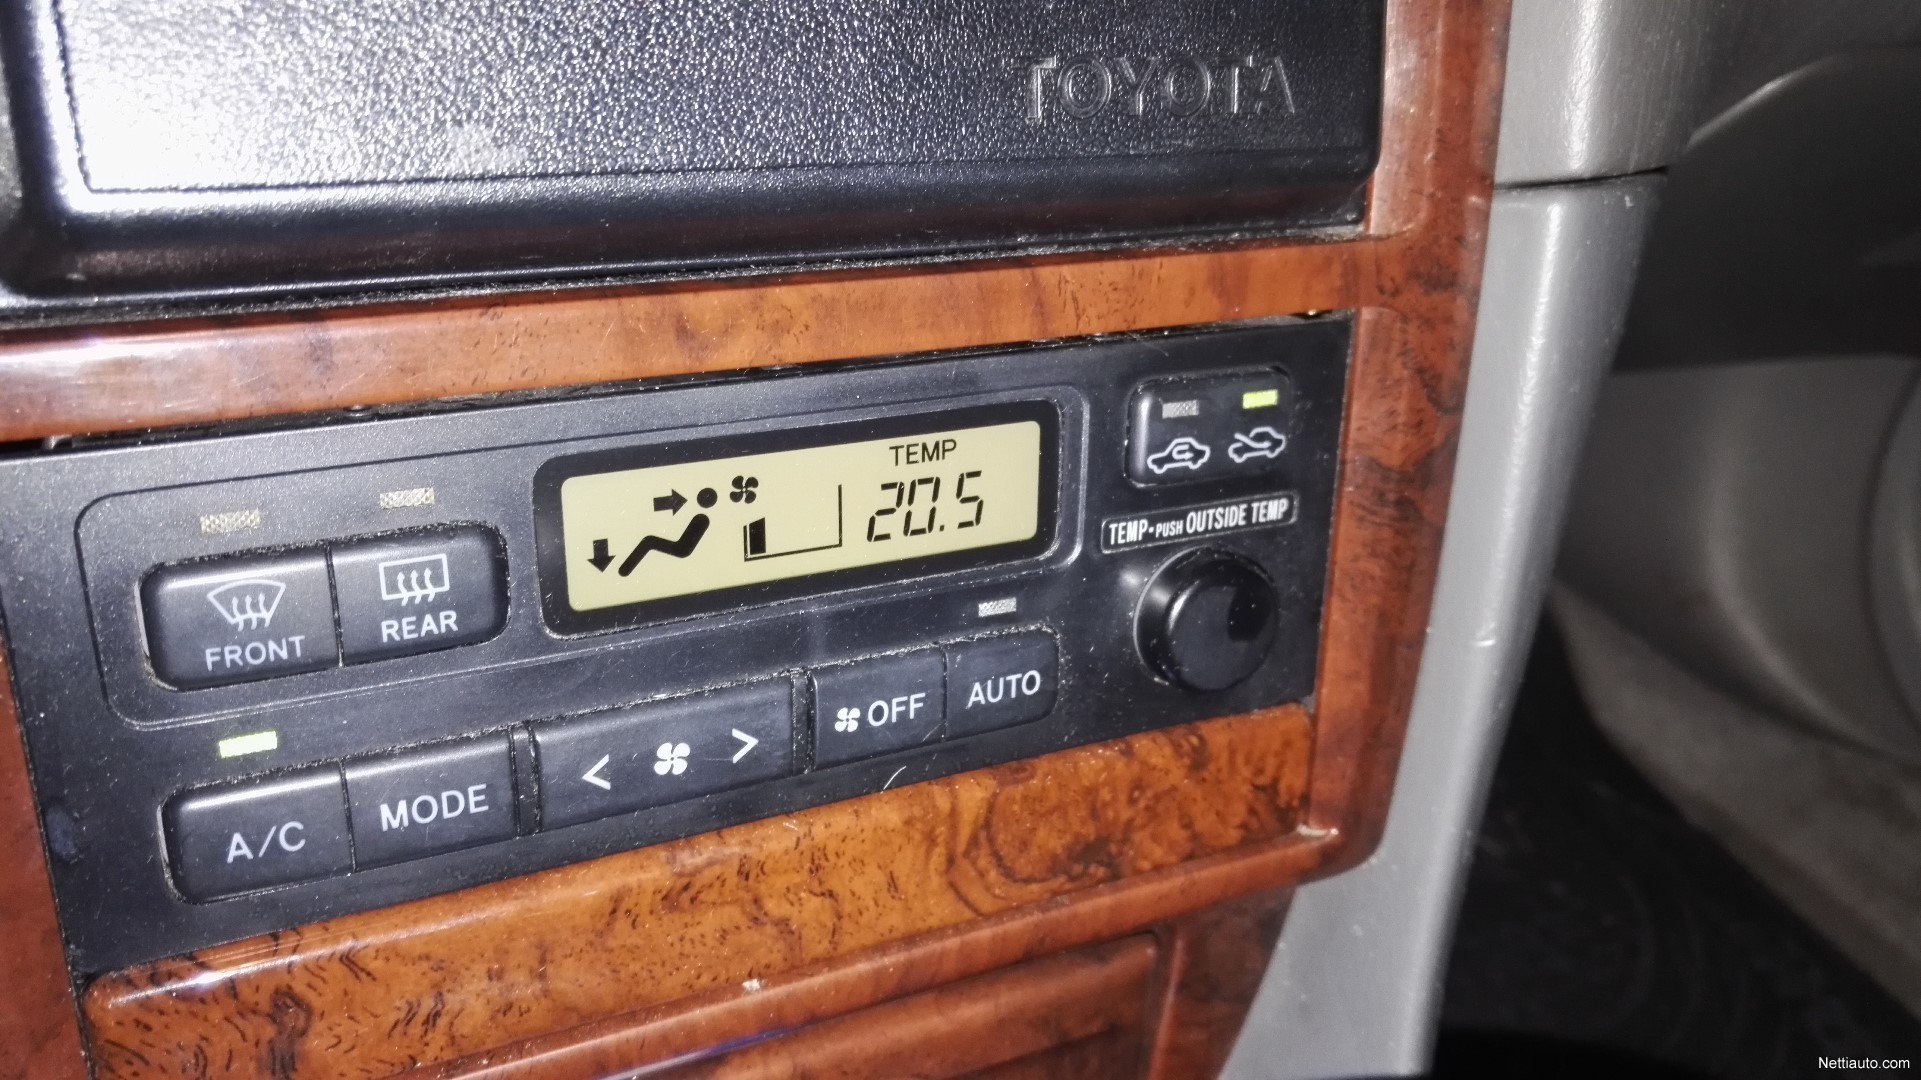 TOYOTA
TEMP
20.5
TEMP·PUSH OUTSIDE TEMP
FRONT
REAR
OFF
AUTO
A/C
MODE
< >
Nettiauto.com